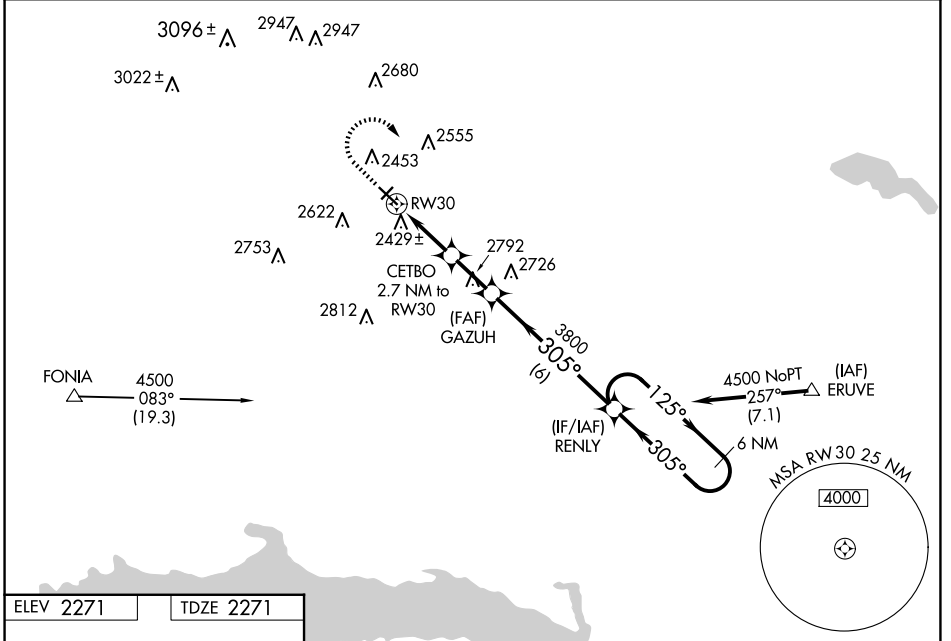 3096 ±
2947
2947
3022 ±
2680
2555
2453
RW30
2622
2429 ±
2753
2792
2726
CETBO
2.7 NM to
RW30
2812
(FAF)
GAZUH
3800
305°
(6)
FONIA
4500
083°
(19.3)
4500 NoPT
257°
(7.1)
(IAF)
ERUVE
125°
(IF/IAF)
RENLY
6 NM
305°
MSA RW30 25 NM
4000
ELEV 2271
TDZE 2271